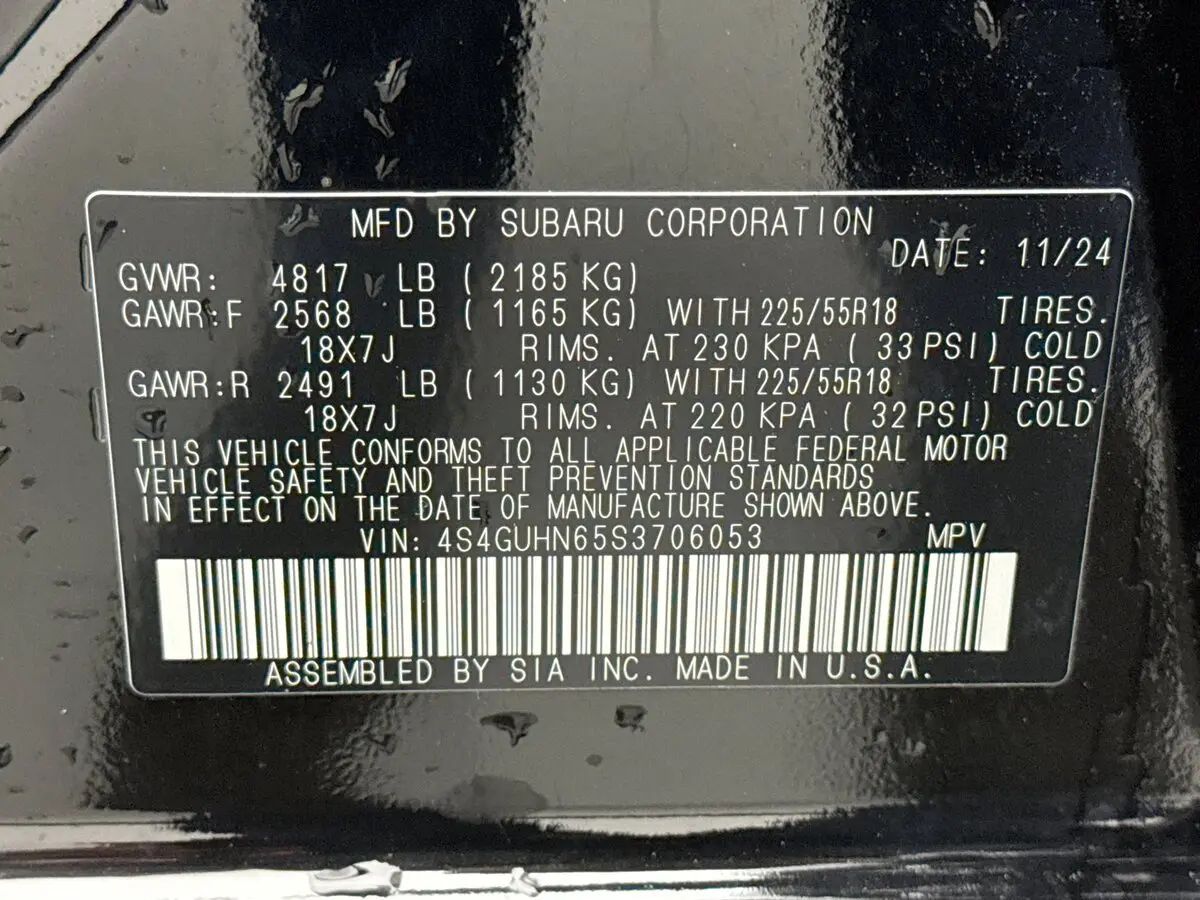 MFD BY SUBARU CORPORATION
DATE: 11/24
GVWR: 4817 LB ( 2185 KG)
GAWR:F 2568 LB ( 1165 KG) WITH 225/55R18 TIRES.
18X7J RIMS. AT 230 KPA ( 33 PSI) COLD
GAWR:R 2491 LB ( 1130 KG) WITH 225/55R18 TIRES.
18X7J RIMS. AT 220 KPA ( 32 PSI) COLD
THIS VEHICLE CONFORMS TO ALL APPLICABLE FEDERAL MOTOR
VEHICLE SAFETY AND THEFT PREVENTION STANDARDS
IN EFFECT ON THE DATE OF MANUFACTURE SHOWN ABOVE.
VIN: 4S4GUHN65S3706053 MPV
ASSEMBLED BY SIA INC. MADE IN U.S.A.